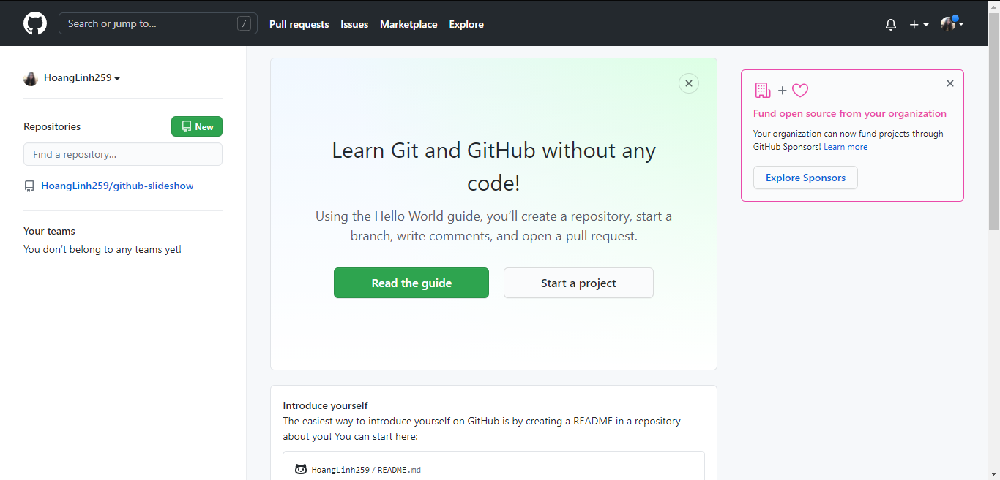 Search or jump to... /
Pull requests Issues Marketplace Explore
HoangLinh259
Repositories New
Find a repository...
HoangLinh259/github-slideshow
Your teams
You don't belong to any teams yet!
Learn Git and GitHub without any
code!
Using the Hello World guide, you’ll create a repository, start a
branch, write comments, and open a pull request.
Read the guide Start a project
Introduce yourself
The easiest way to introduce yourself on GitHub is by creating a README in a repository
about you! You can start here:
HoangLinh259 / README.md
Fund open source from your organization
Your organization can now fund projects through
GitHub Sponsors! Learn more
Explore Sponsors